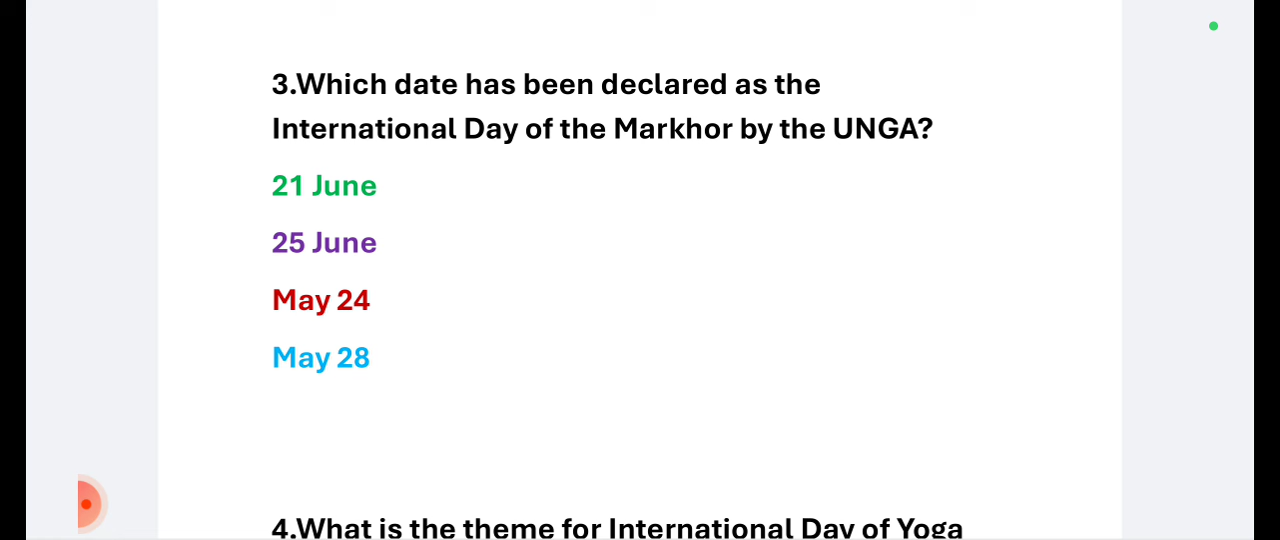 3.Which date has been declared as the
International Day of the Markhor by the UNGA?
21 June
25 June
May 24
May 28
4.What is the theme for International Day of Yoga